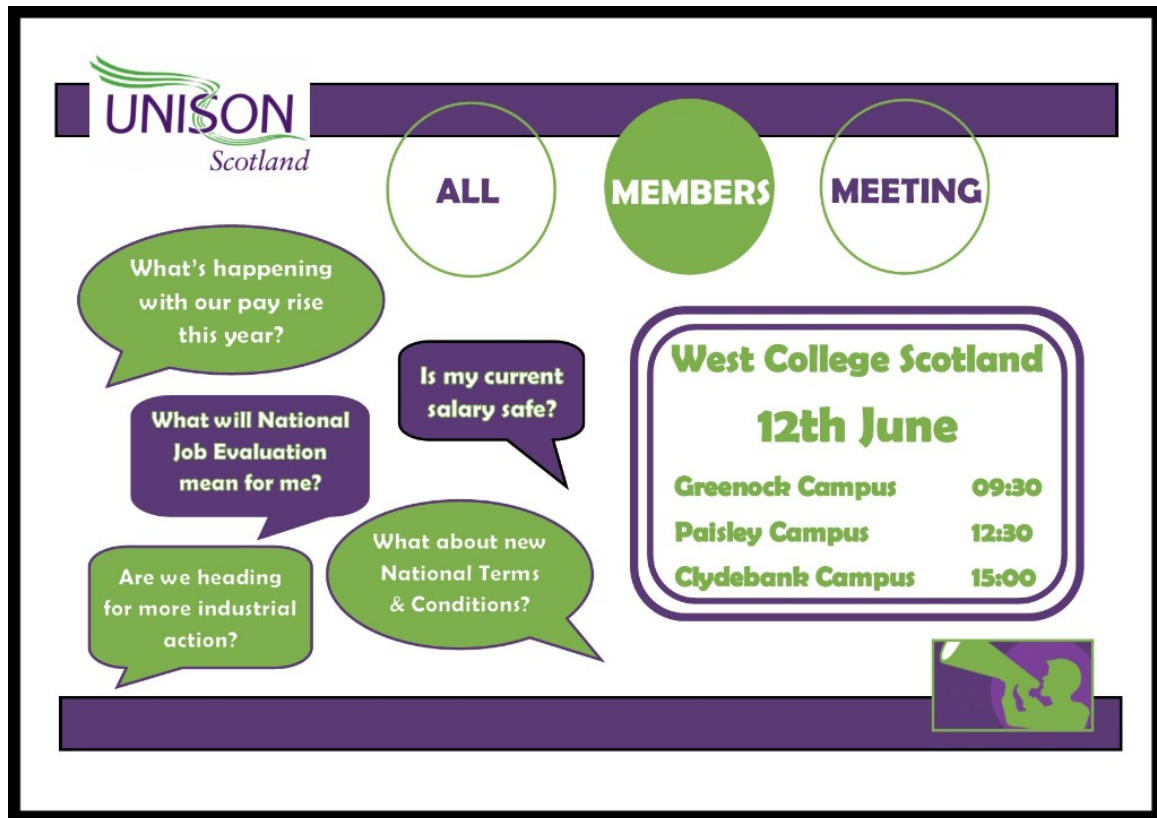 UNISON
Scotland
ALL
MEMBERS
MEETING
What's happening
with our pay rise
this year?
Is my current
salary safe?
What will National
Job Evaluation
mean for me?
What about new
National Terms
& Conditions?
Are we heading
for more industrial
action?
West College Scotland
12th June
Greenock Campus 09:30
Paisley Campus 12:30
Clydebank Campus 15:00